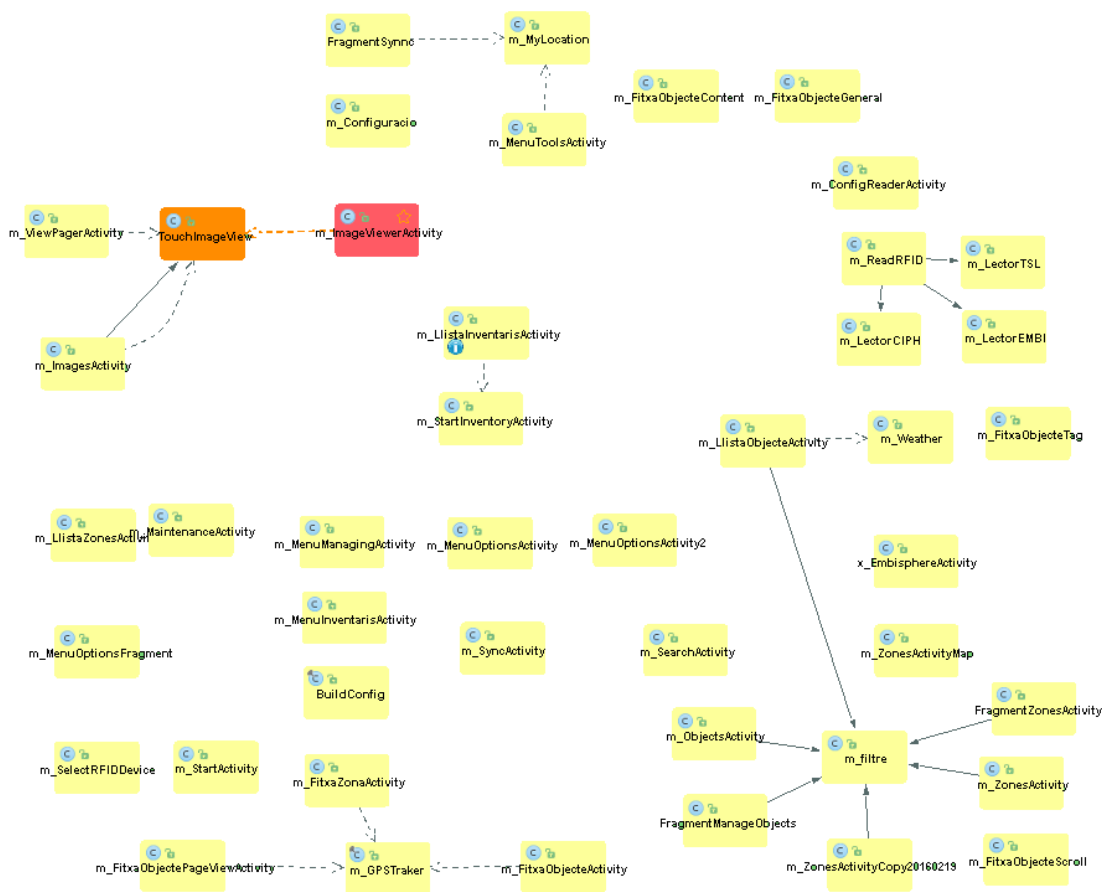 FragmentSynnc
m_MyLocation
m_FitxaObjecteContent
m_FitxaObjecteGeneral
m_Configuracio
m_MenuToolsActivity
m_ConfigReaderActivity
m_ViewPagerActivity
TouchImageView
m_ImageViewerActivity
m_ReadRFID
m_LectorTSL
m_LlistaInventarisActivity
m_LectorCIPH
m_LectorEMBI
m_ImagesActivity
m_StartInventoryActivity
m_LlistaObjecteActivity
m_Weather
m_FitxaObjecteTag
m_LlistaZonesActivi
m_MaintenanceActivity
m_MenuManagingActivity
m_MenuOptionsActivity
m_MenuOptionsActivity2
x_EmbisphereActivity
m_MenuInventarisActivity
m_MenuOptionsFragment
m_SyncActivity
m_SearchActivity
m_ZonesActivityMap
BuildConfig
FragmentZonesActivity
m_ObjectsActivity
m_SelectRFIDDevice
m_StartActivity
m_FitxaZonaActivity
m_filtre
m_ZonesActivity
FragmentManageObjects
m_FitxaObjectePageViewActivity
m_GPSTraker
m_FitxaObjecteActivity
m_ZonesActivityCopy20160219
m_FitxaObjecteScroll